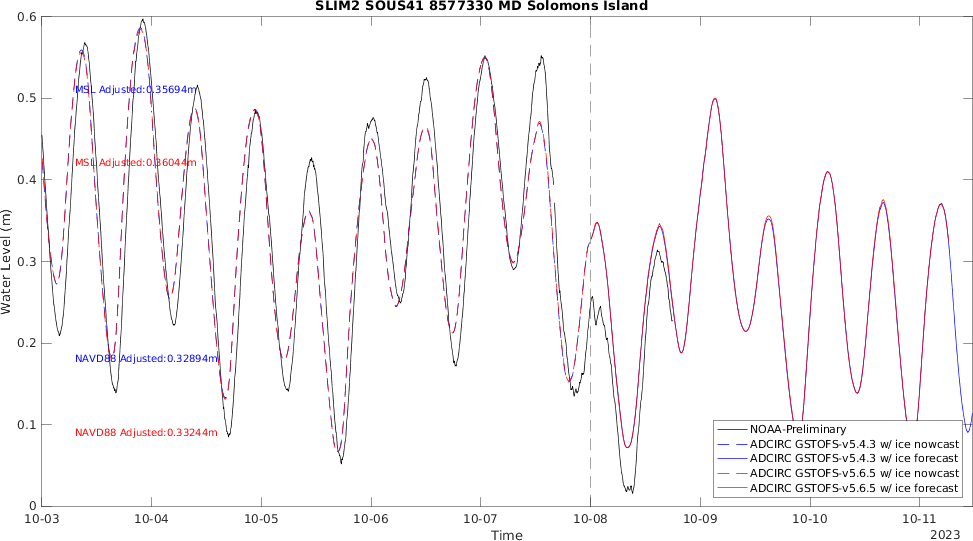 SLIM2 SOUS41 8577330 MD Solomons Island
Water Level (m)
0.6
0.5
0.4
0.3
0.2
0.1
0
MSL Adjusted:0.35694m
MSL Adjusted:0.36044m
NAVD88 Adjusted:0.32894m
NAVD88 Adjusted:0.33244m
NOAA-Preliminary
ADCIRC GSTOFS-v5.4.3 w/ ice nowcast
ADCIRC GSTOFS-v5.4.3 w/ ice forecast
ADCIRC GSTOFS-v5.6.5 w/ ice nowcast
ADCIRC GSTOFS-v5.6.5 w/ ice forecast
10-03 10-04 10-05 10-06 10-07 10-08 10-09 10-10 10-11
Time
2023